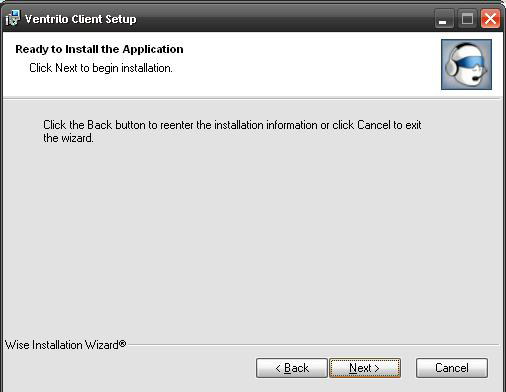 Ventrilo Client Setup
Ready to Install the Application
Click Next to begin installation.
Click the Back button to reenter the installation information or click Cancel to exit
the wizard.
Wise Installation Wizard®
< Back
Next >
Cancel